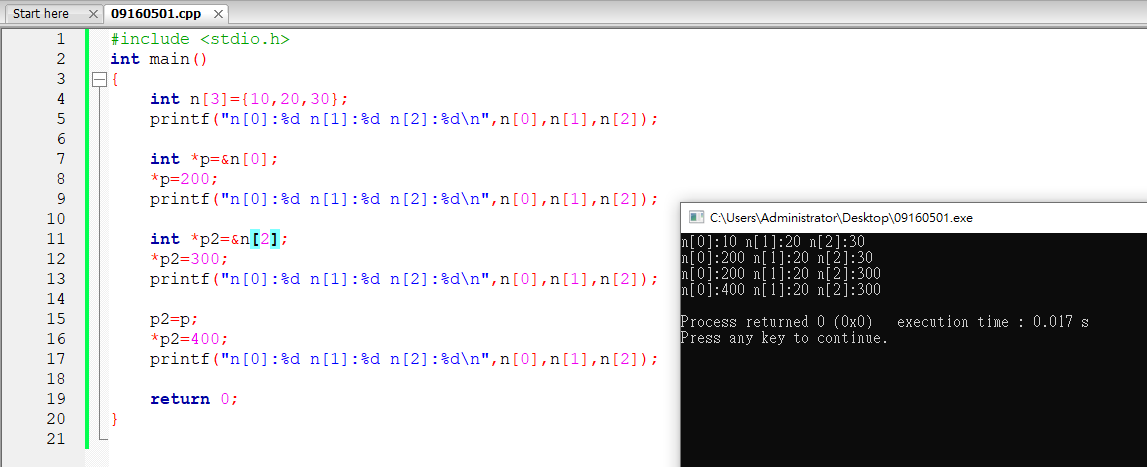 Start here 09160501.cpp
1 #include <stdio.h>
2 int main()
3 {
4 int n[3]={10,20,30};
5 printf("n[0]:%d n[1]:%d n[2]:%d\n",n[0],n[1],n[2]);
6
7 int *p=&n[0];
8 *p=200;
9 printf("n[0]:%d n[1]:%d n[2]:%d\n",n[0],n[1],n[2]);
10
11 int *p2=&n[2];
12 *p2=300;
13 printf("n[0]:%d n[1]:%d n[2]:%d\n",n[0],n[1],n[2]);
14
15 p2=p;
16 *p2=400;
17 printf("n[0]:%d n[1]:%d n[2]:%d\n",n[0],n[1],n[2]);
18
19 return 0;
20 }
21
C:\Users\Administrator\Desktop\09160501.exe
n[0]:10 n[1]:20 n[2]:30
n[0]:200 n[1]:20 n[2]:30
n[0]:200 n[1]:20 n[2]:300
n[0]:400 n[1]:20 n[2]:300
Process returned 0 (0x0) execution time : 0.017 s
Press any key to continue.